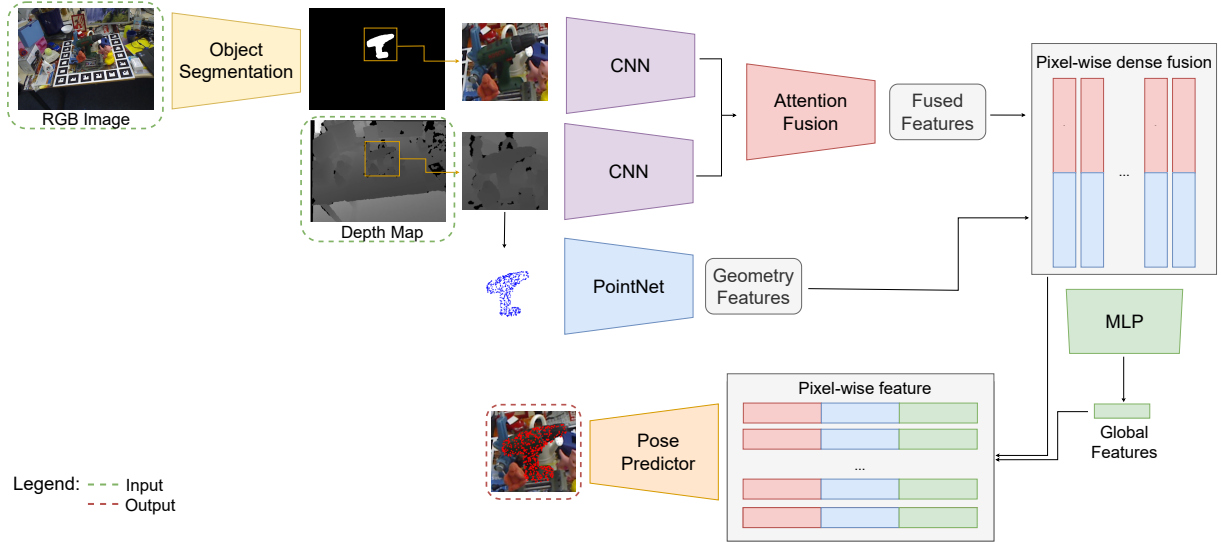 RGB Image
Object
Segmentation
Depth Map
CNN
CNN
PointNet
Attention
Fusion
Fused
Features
Geometry
Features
Pixel-wise dense fusion
...
MLP
Global
Features
Pixel-wise feature
...
Pose
Predictor
Legend:
Input
Output